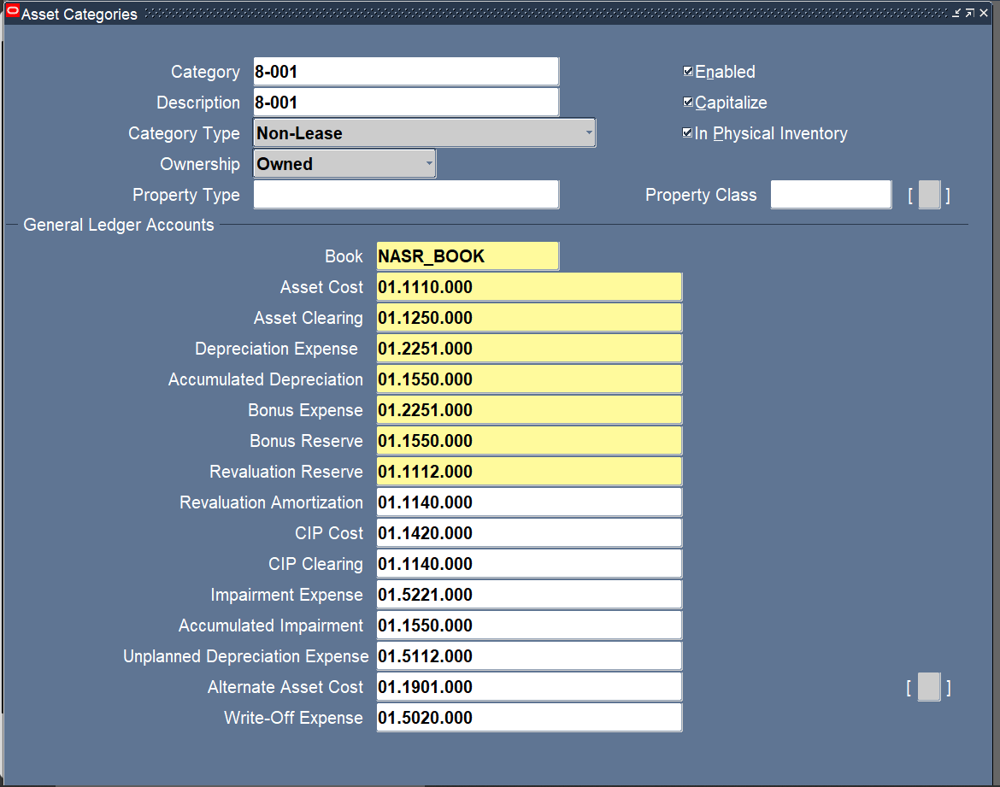 Asset Categories
Category 8-001
Enabled
Description 8-001
Capitalize
Category Type Non-Lease
In Physical Inventory
Ownership Owned
Property Type
Property Class [ ]
General Ledger Accounts
Book NASR_BOOK
Asset Cost 01.1110.000
Asset Clearing 01.1250.000
Depreciation Expense 01.2251.000
Accumulated Depreciation 01.1550.000
Bonus Expense 01.2251.000
Bonus Reserve 01.1550.000
Revaluation Reserve 01.1112.000
Revaluation Amortization 01.1140.000
CIP Cost 01.1420.000
CIP Clearing 01.1140.000
Impairment Expense 01.5221.000
Accumulated Impairment 01.1550.000
Unplanned Depreciation Expense 01.5112.000
Alternate Asset Cost 01.1901.000 [ ]
Write-Off Expense 01.5020.000